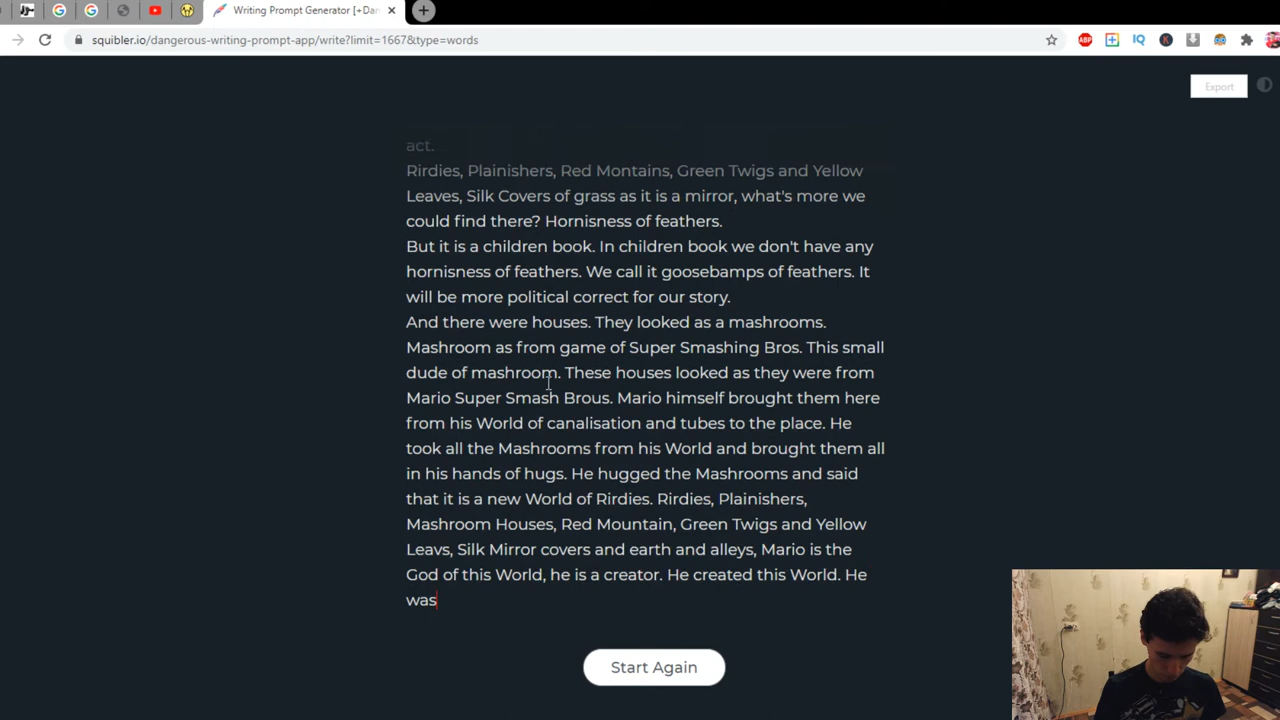 Writing Prompt Generator [+Dan
squibler.io/dangerous-writing-prompt-app/write?limit=1667&type=words
Export
act.
Rirdies, Plainishers, Red Montains, Green Twigs and Yellow
Leaves, Silk Covers of grass as it is a mirror, what's more we
could find there? Hornisness of feathers.
But it is a children book. In children book we don't have any
hornisness of feathers. We call it goosebamps of feathers. It
will be more political correct for our story.
And there were houses. They looked as a mashrooms.
Mashroom as from game of Super Smashing Bros. This small
dude of mashroom. These houses looked as they were from
Mario Super Smash Brous. Mario himself brought them here
from his World of canalisation and tubes to the place. He
took all the Mashrooms from his World and brought them all
in his hands of hugs. He hugged the Mashrooms and said
that it is a new World of Rirdies. Rirdies, Plainishers,
Mashroom Houses, Red Mountain, Green Twigs and Yellow
Leavs, Silk Mirror covers and earth and alleys, Mario is the
God of this World, he is a creator. He created this World. He
was
Start Again